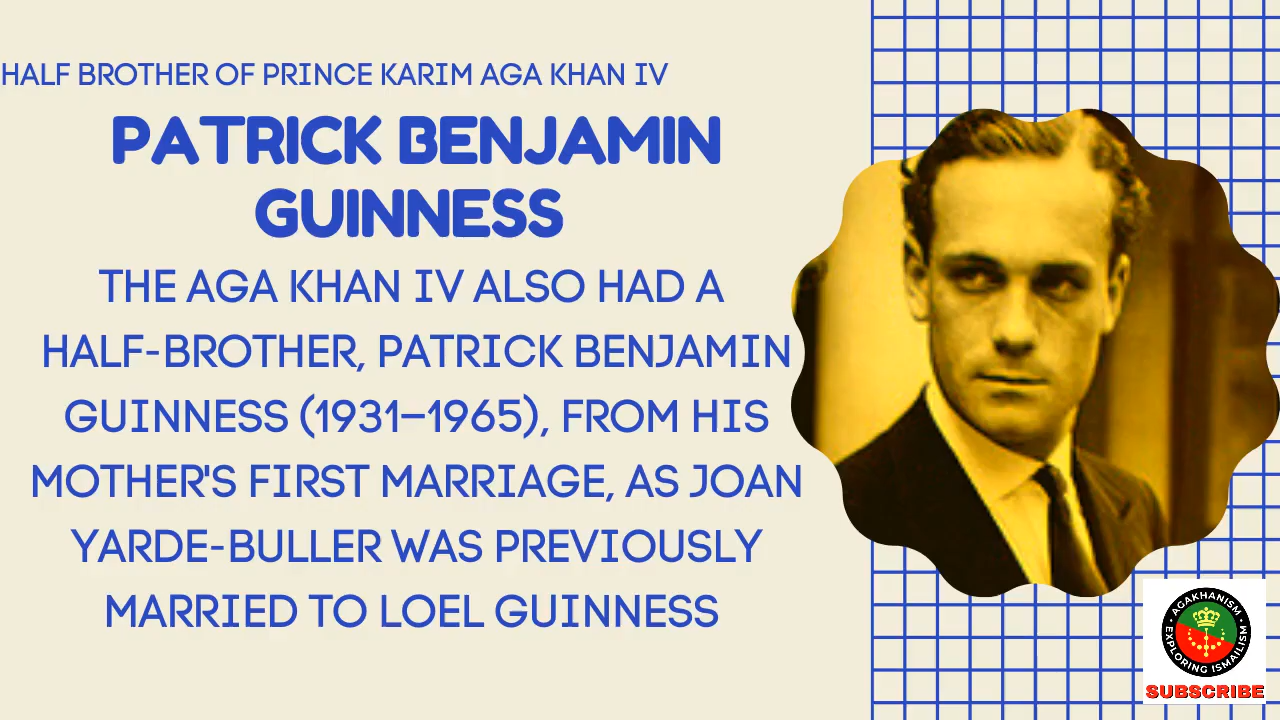 HALF BROTHER OF PRINCE KARIM AGA KHAN IV
PATRICK BENJAMIN
GUINNESS
THE AGA KHAN IV ALSO HAD A
HALF-BROTHER, PATRICK BENJAMIN
GUINNESS (1931–1965), FROM HIS
MOTHER'S FIRST MARRIAGE, AS JOAN
YARDE-BULLER WAS PREVIOUSLY
MARRIED TO LOEL GUINNESS
• AGAKHANISM •
EXPLORING ISMAILISM
SUBSCRIBE